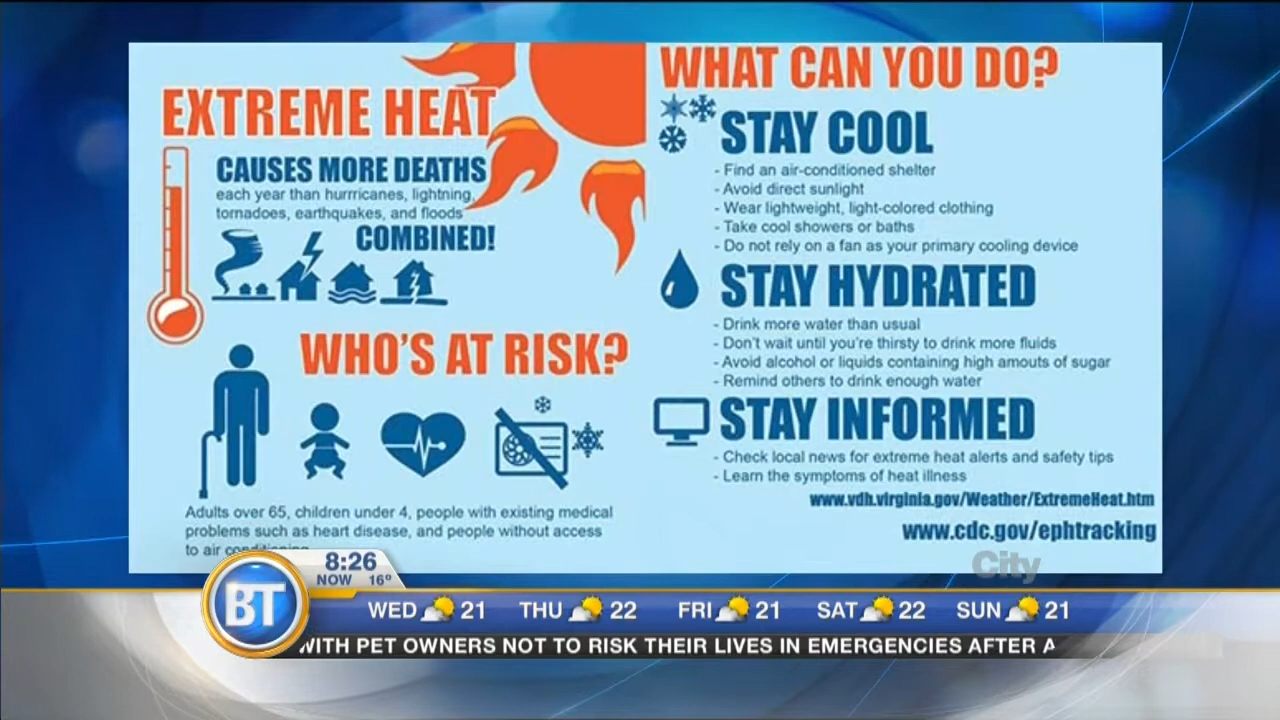 EXTREME HEAT
CAUSES MORE DEATHS
each year than hurrricanes, lightning,
tornadoes, earthquakes, and floods
COMBINED!
WHO'S AT RISK?
Adults over 65, children under 4, people with existing medical
problems such as heart disease, and people without access
to air conditioning
WHAT CAN YOU DO?
STAY COOL
- Find an air-conditioned shelter
- Avoid direct sunlight
- Wear lightweight, light-colored clothing
- Take cool showers or baths
- Do not rely on a fan as your primary cooling device
STAY HYDRATED
- Drink more water than usual
- Don't wait until you're thirsty to drink more fluids
- Avoid alcohol or liquids containing high amouts of sugar
- Remind others to drink enough water
STAY INFORMED
- Check local news for extreme heat alerts and safety tips
- Learn the symptoms of heat illness
www.vdh.virginia.gov/Weather/ExtremeHeat.htm
www.cdc.gov/ephtracking
City
8:26
NOW 16°
BT
WED 21 THU 22 FRI 21 SAT 22 SUN 21
WITH PET OWNERS NOT TO RISK THEIR LIVES IN EMERGENCIES AFTER A